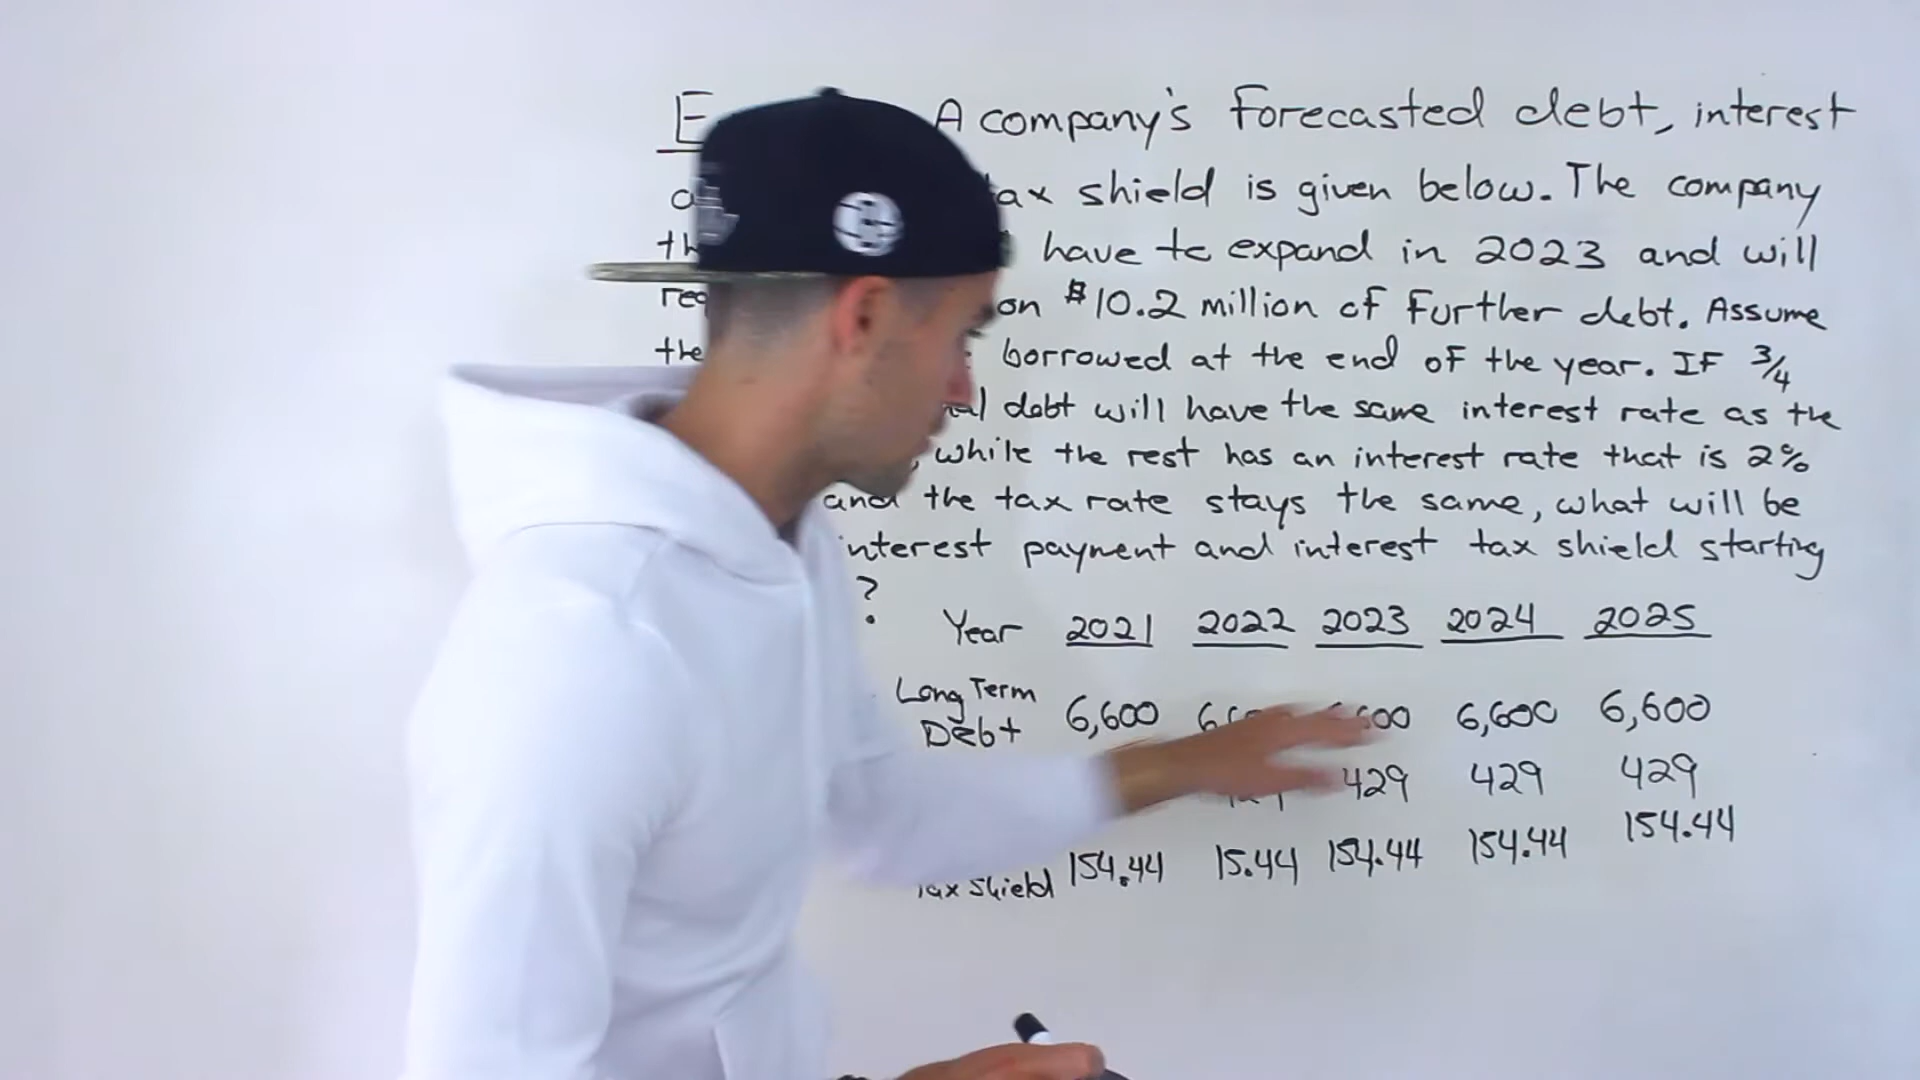 A company's forecasted debt, interest
tax shield is given below. The company
have to expand in 2023 and will
on $10.2 million of further debt. Assume
borrowed at the end of the year. If 3/4
debt will have the same interest rate as the
, while the rest has an interest rate that is 2%
and the tax rate stays the same, what will be
interest payment and interest tax shield starting
?
Year 2021 2022 2023 2024 2025
Long Term
Debt 6,600 6,600 6,600
429 429 429
Tax Shield 154.44 15.44 154.44 154.44 154.44